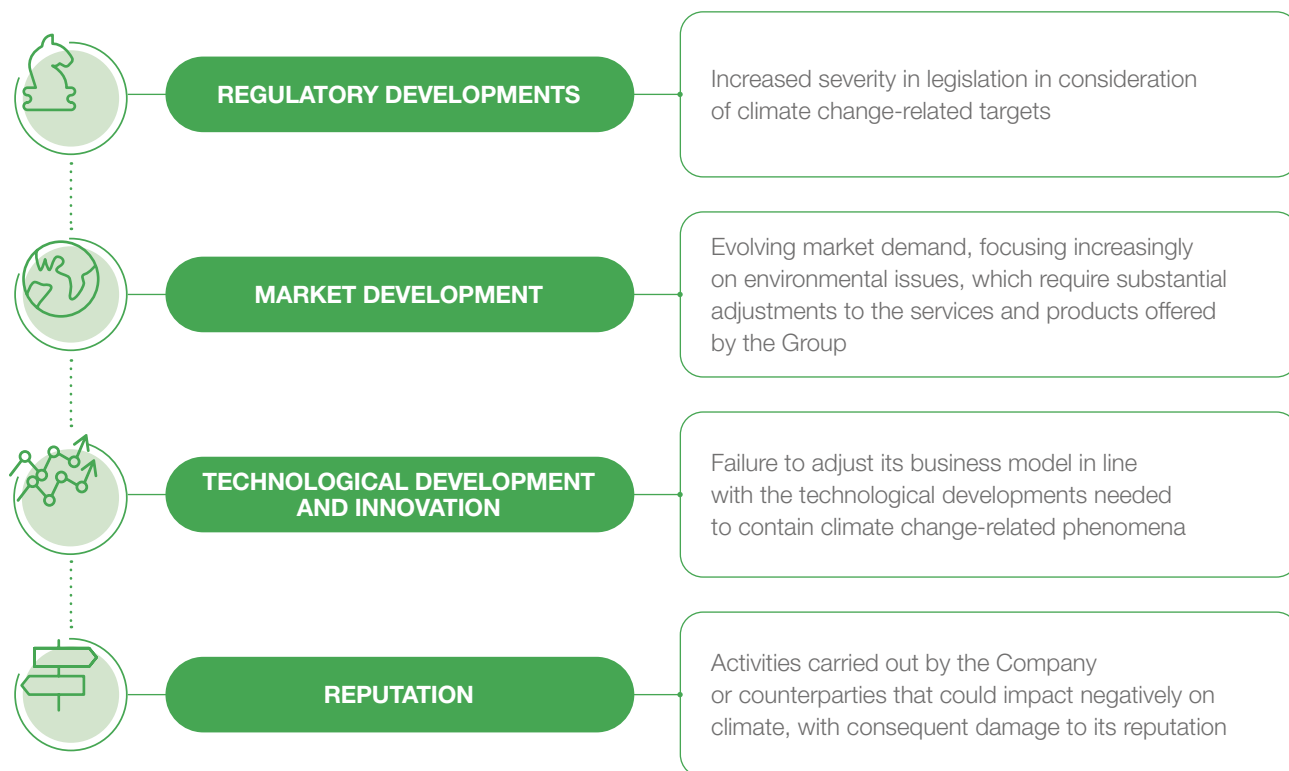 REGULATORY DEVELOPMENTS
Increased severity in legislation in consideration
of climate change-related targets
MARKET DEVELOPMENT
Evolving market demand, focusing increasingly
on environmental issues, which require substantial
adjustments to the services and products offered
by the Group
TECHNOLOGICAL DEVELOPMENT
AND INNOVATION
Failure to adjust its business model in line
with the technological developments needed
to contain climate change-related phenomena
REPUTATION
Activities carried out by the Company
or counterparties that could impact negatively on
climate, with consequent damage to its reputation